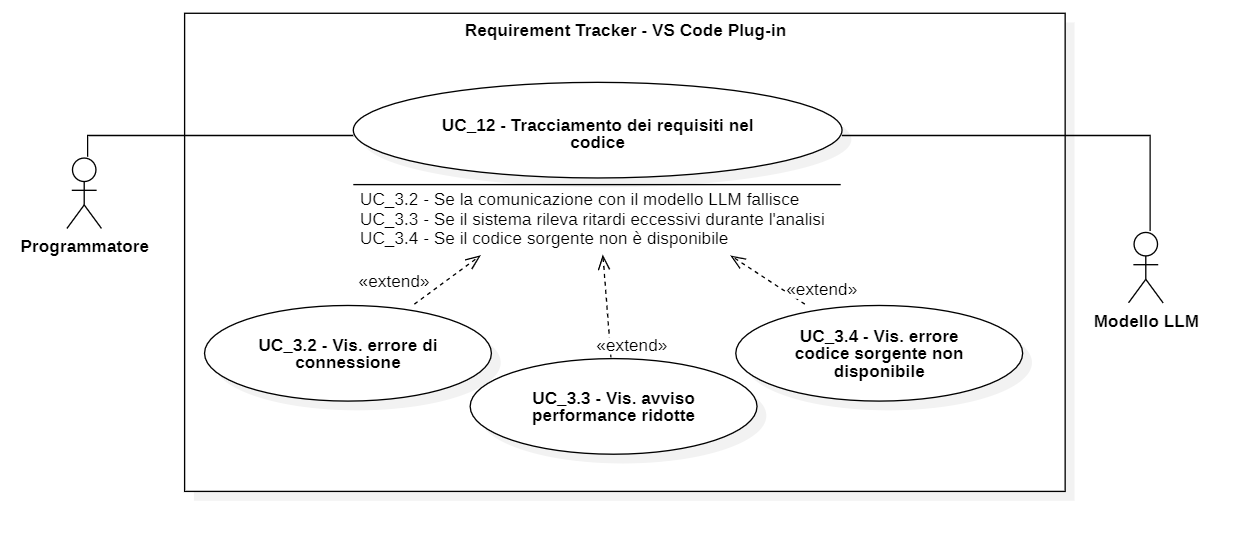 Requirement Tracker - VS Code Plug-in
UC_12 - Tracciamento dei requisiti nel
codice
UC_3.2 - Se la comunicazione con il modello LLM fallisce
UC_3.3 - Se il sistema rileva ritardi eccessivi durante l'analisi
UC_3.4 - Se il codice sorgente non è disponibile
Programmatore
Modello LLM
«extend»
«extend»
«extend»
UC_3.2 - Vis. errore di
connessione
UC_3.3 - Vis. avviso
performance ridotte
UC_3.4 - Vis. errore
codice sorgente non
disponibile